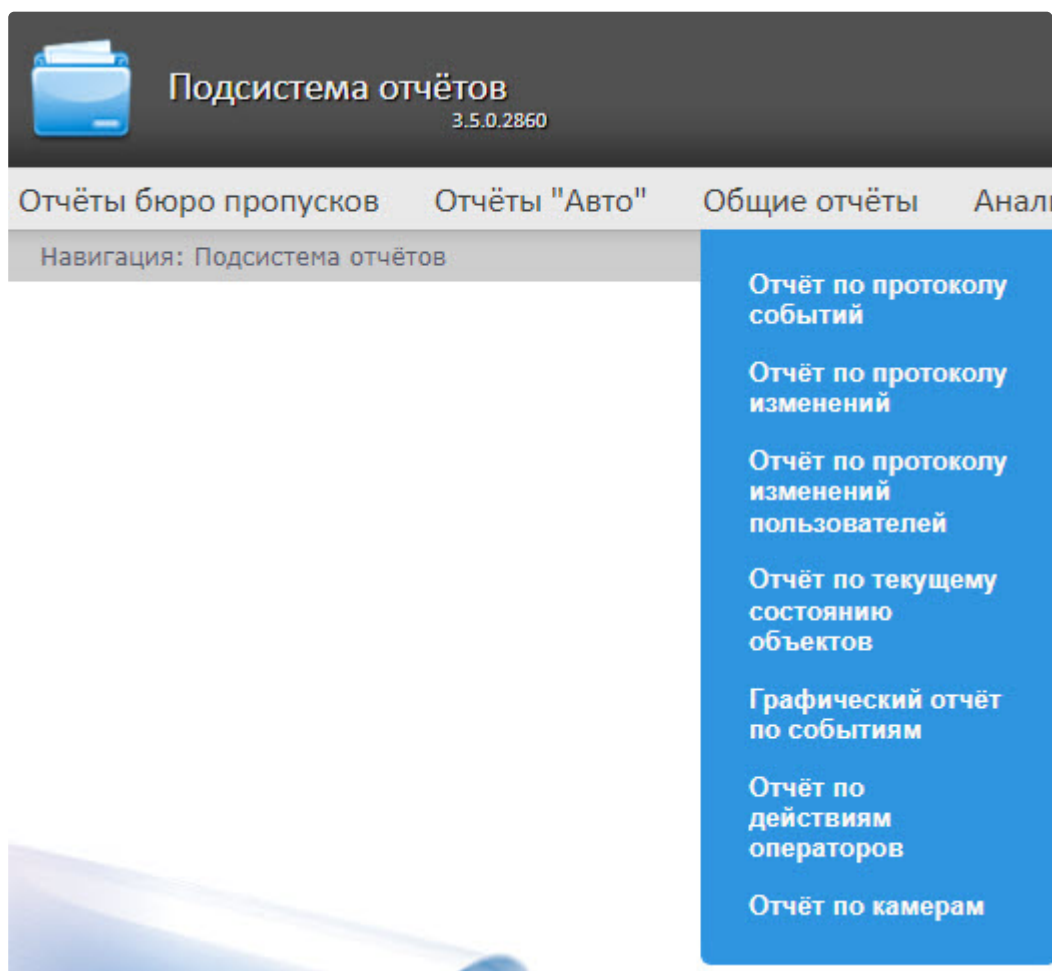 Подсистема отчётов
3.5.0.2860
Отчёты бюро пропусков Отчёты "Авто" Общие отчёты
Навигация: Подсистема отчётов
Отчёт по протоколу
событий
Отчёт по протоколу
изменений
Отчёт по протоколу
изменений
пользователей
Отчёт по текущему
состоянию
объектов
Графический отчёт
по событиям
Отчёт по
действиям
операторов
Отчёт по камерам